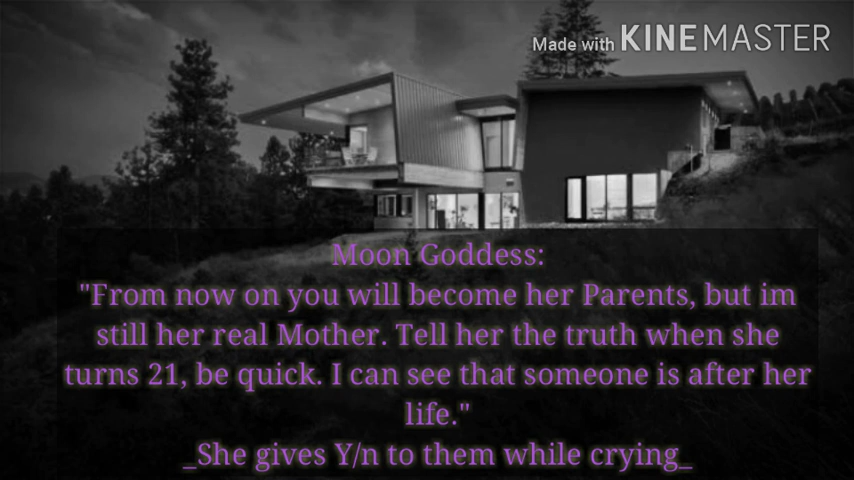 Made with KINEMASTER
Moon Goddess:
"From now on you will become her Parents, but im
still her real Mother. Tell her the truth when she
turns 21, be quick. I can see that someone is after her
life."
_She gives Y/n to them while crying_